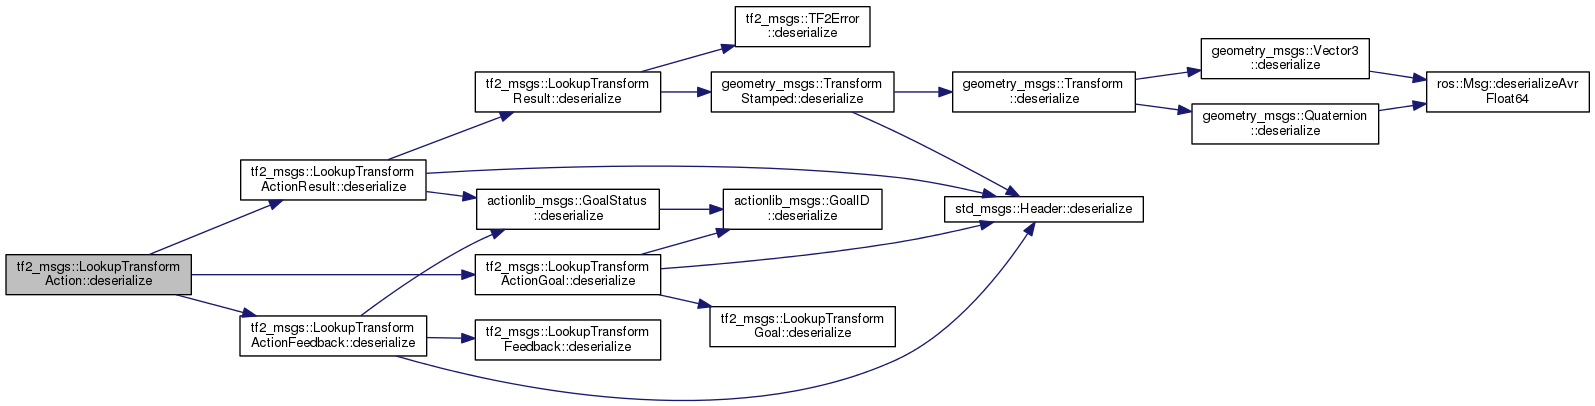 tf2_msgs::TF2Error
::deserialize
geometry_msgs::Vector3
::deserialize
tf2_msgs::LookupTransform
Result::deserialize
geometry_msgs::Transform
Stamped::deserialize
geometry_msgs::Transform
::deserialize
ros::Msg::deserializeAvr
Float64
geometry_msgs::Quaternion
::deserialize
tf2_msgs::LookupTransform
ActionResult::deserialize
actionlib_msgs::GoalStatus
::deserialize
actionlib_msgs::GoalID
::deserialize
std_msgs::Header::deserialize
tf2_msgs::LookupTransform
Action::deserialize
tf2_msgs::LookupTransform
ActionGoal::deserialize
tf2_msgs::LookupTransform
Goal::deserialize
tf2_msgs::LookupTransform
ActionFeedback::deserialize
tf2_msgs::LookupTransform
Feedback::deserialize